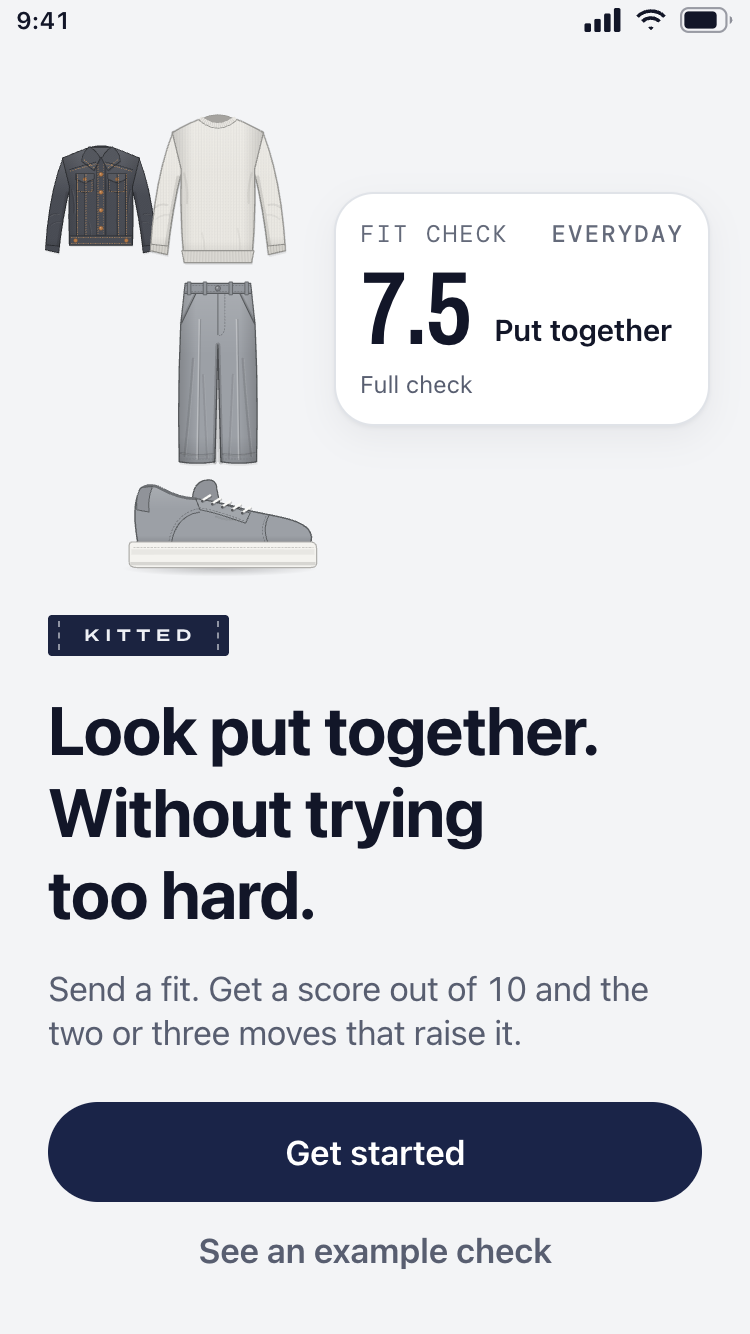 9:41
FIT CHECK EVERYDAY
7.5 Put together
Full check
KITTED
Look put together.
Without trying
too hard.
Send a fit. Get a score out of 10 and the
two or three moves that raise it.
Get started
See an example check